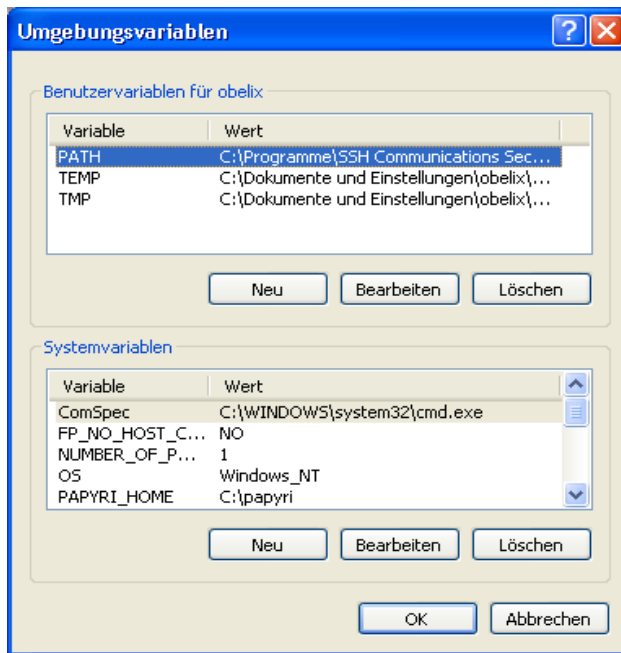 Umgebungsvariablen
Benutzervariablen für obelix
Variable Wert
PATH C:\Programme\SSH Communications Sec...
TEMP C:\Dokumente und Einstellungen\obelix\...
TMP C:\Dokumente und Einstellungen\obelix\...
Neu Bearbeiten Löschen
Systemvariablen
Variable Wert
ComSpec C:\WINDOWS\system32\cmd.exe
FP_NO_HOST_C... NO
NUMBER_OF_P... 1
OS Windows_NT
PAPYRI_HOME C:\papyri
Neu Bearbeiten Löschen
OK Abbrechen